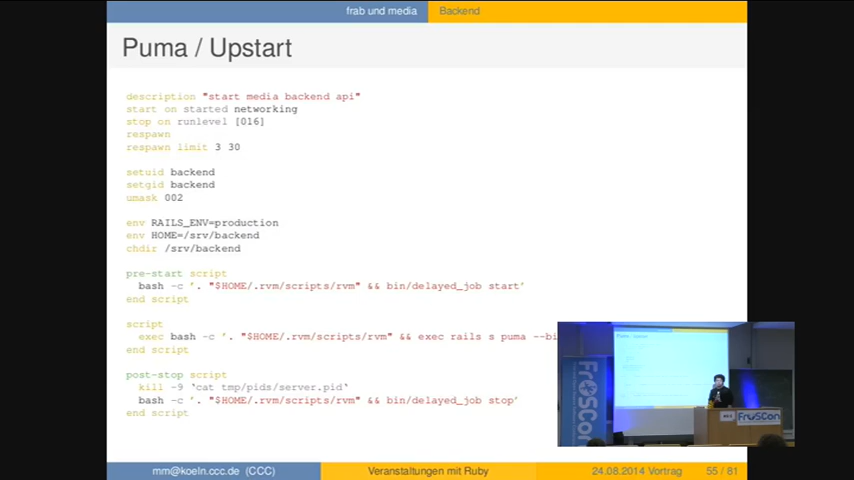 frab und media
Backend
Puma / Upstart
description "start media backend api"
start on started networking
stop on runlevel [016]
respawn
respawn limit 3 30
setuid backend
setgid backend
umask 002
env RAILS_ENV=production
env HOME=/srv/backend
chdir /srv/backend
pre-start script
bash -c '. "$HOME/.rvm/scripts/rvm" && bin/delayed_job start'
end script
script
exec bash -c '. "$HOME/.rvm/scripts/rvm" && exec rails s puma --bi
end script
post-stop script
kill -9 `cat tmp/pids/server.pid`
bash -c '. "$HOME/.rvm/scripts/rvm" && bin/delayed_job stop'
end script
FrOSCon
FrOSCon
mm@koeln.ccc.de (CCC)
Veranstaltungen mit Ruby
24.08.2014 Vortrag
55 / 81